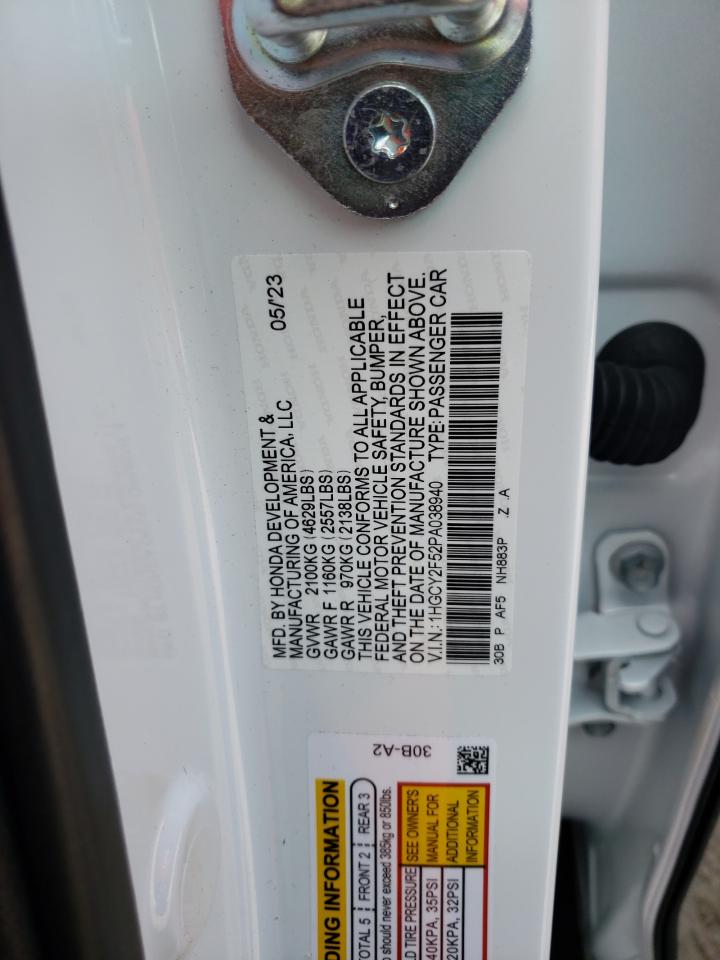 MFD. BY HONDA DEVELOPMENT & 05/23
MANUFACTURING OF AMERICA, LLC
GVWR 2100KG (4629LBS)
GAWR F 1160KG (2557LBS)
GAWR R 970KG (2138LBS)
THIS VEHICLE CONFORMS TO ALL APPLICABLE
FEDERAL MOTOR VEHICLE SAFETY, BUMPER,
AND THEFT PREVENTION STANDARDS IN EFFECT
ON THE DATE OF MANUFACTURE SHOWN ABOVE.
V.I.N.:1HGCY2F52PA038940 TYPE:PASSENGER CAR
30B P AF5 NH883P .Z .A
DING INFORMATION
TOTAL 5 FRONT 2 REAR 3
should never exceed 385kg or 850lbs.
TIRE PRESSURE
40KPA, 35PSI
20KPA, 32PSI
SEE OWNER'S
MANUAL FOR
ADDITIONAL
INFORMATION
30B-A2